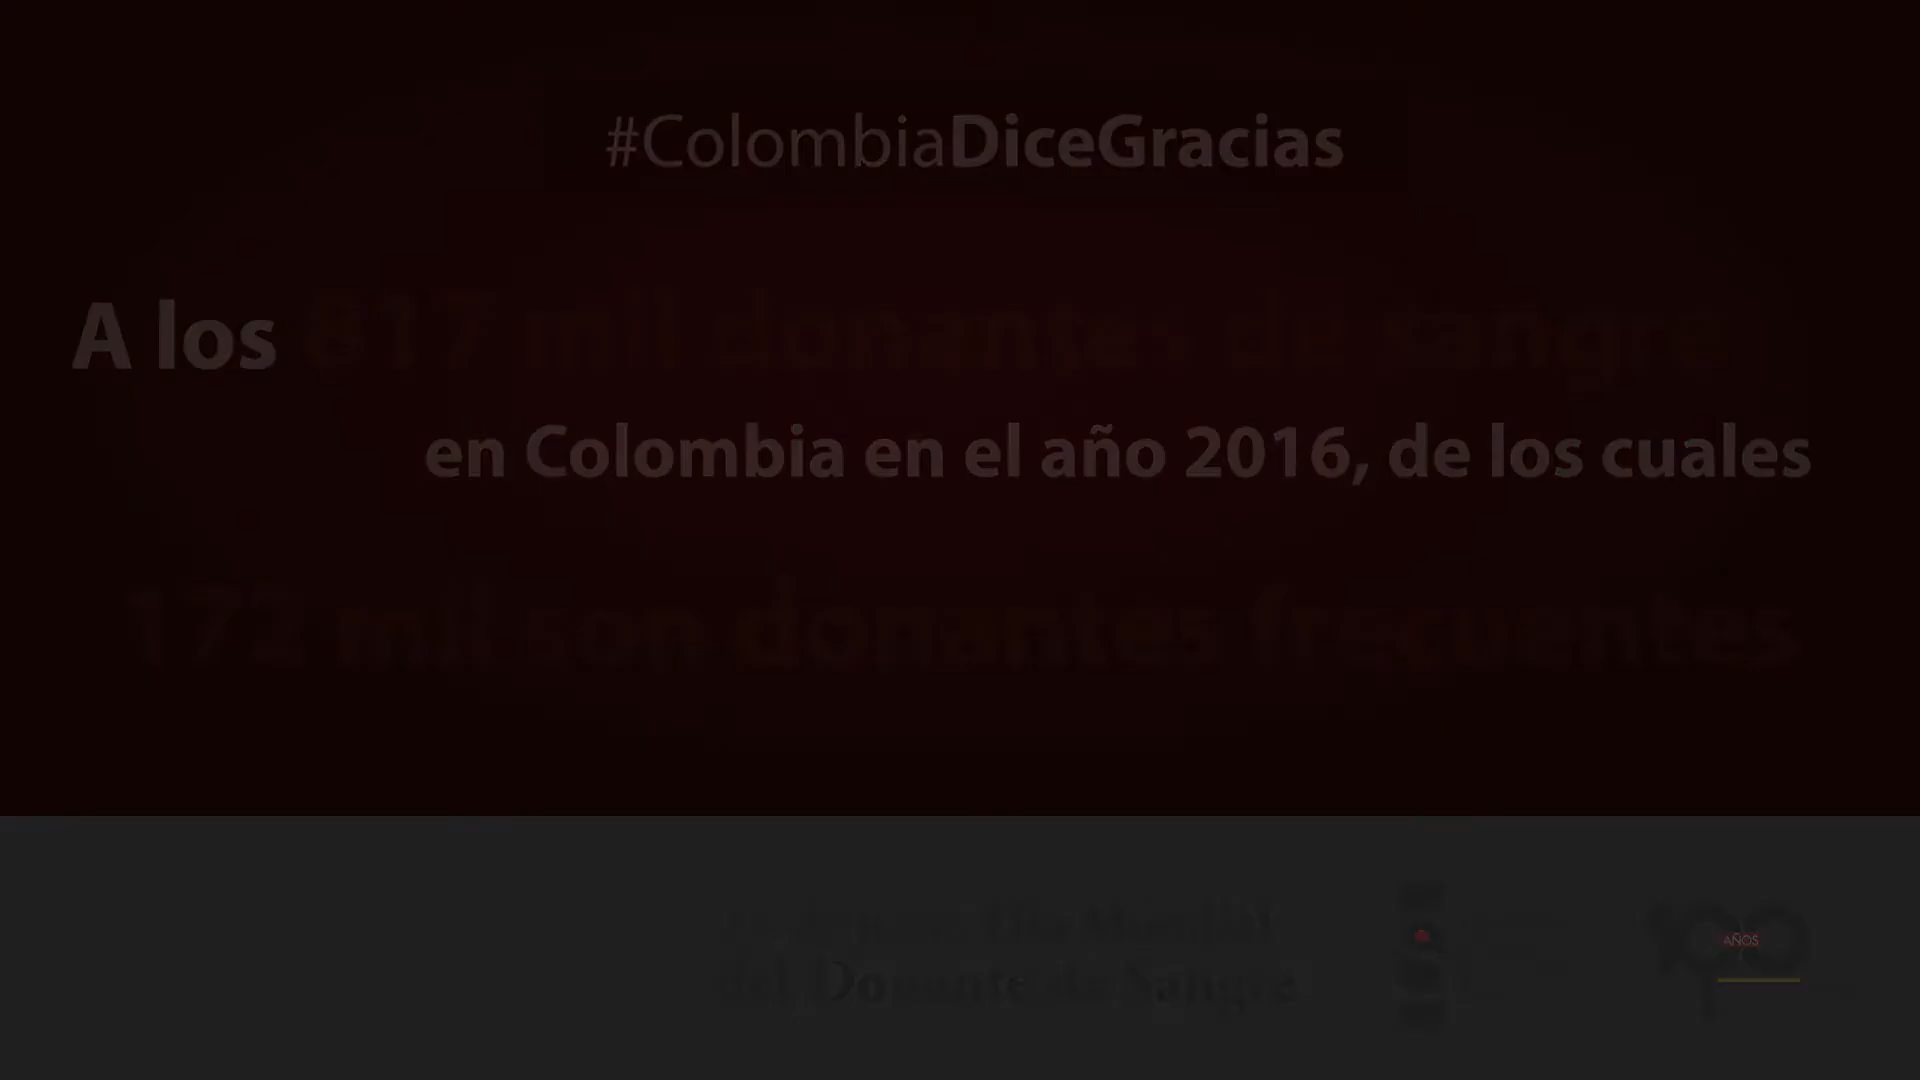 #ColombiaDiceGracias
A los 817 mil donantes de sangre
en Colombia en el año 2016, de los cuales
172 mil son donantes frecuentes
Día Mundial
del Donante de Sangre
100
AÑOS